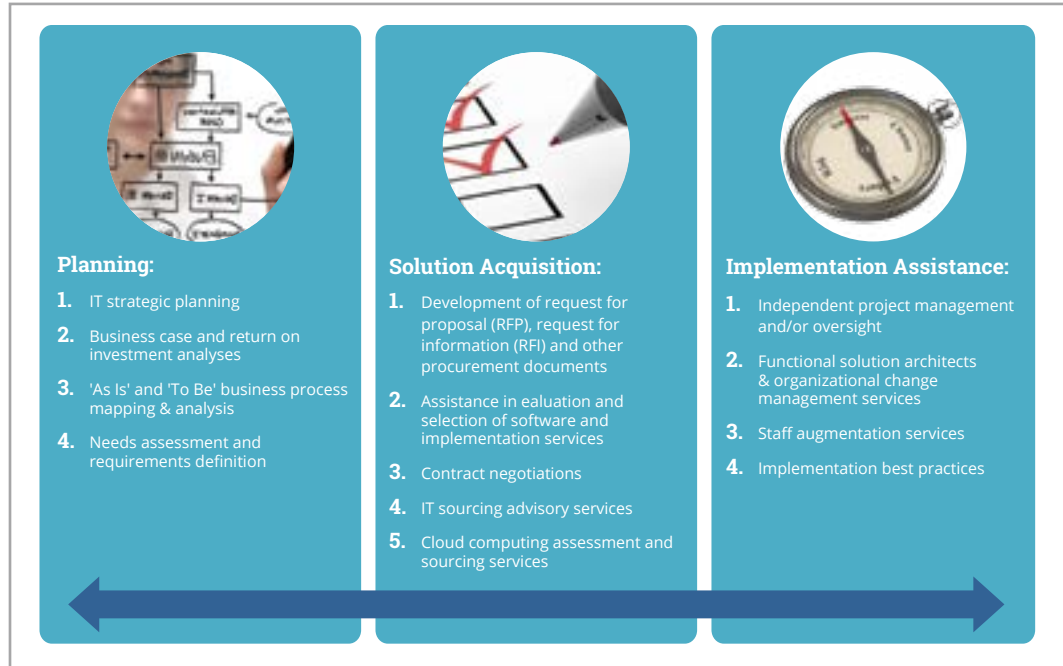 Planning:
1. IT strategic planning
2. Business case and return on
investment analyses
3. 'As Is' and 'To Be' business process
mapping & analysis
4. Needs assessment and
requirements definition
Solution Acquisition:
1. Development of request for
proposal (RFP), request for
information (RFI) and other
procurement documents
2. Assistance in ealuation and
selection of software and
implementation services
3. Contract negotiations
4. IT sourcing advisory services
5. Cloud computing assessment and
sourcing services
Implementation Assistance:
1. Independent project management
and/or oversight
2. Functional solution architects
& organizational change
management services
3. Staff augmentation services
4. Implementation best practices